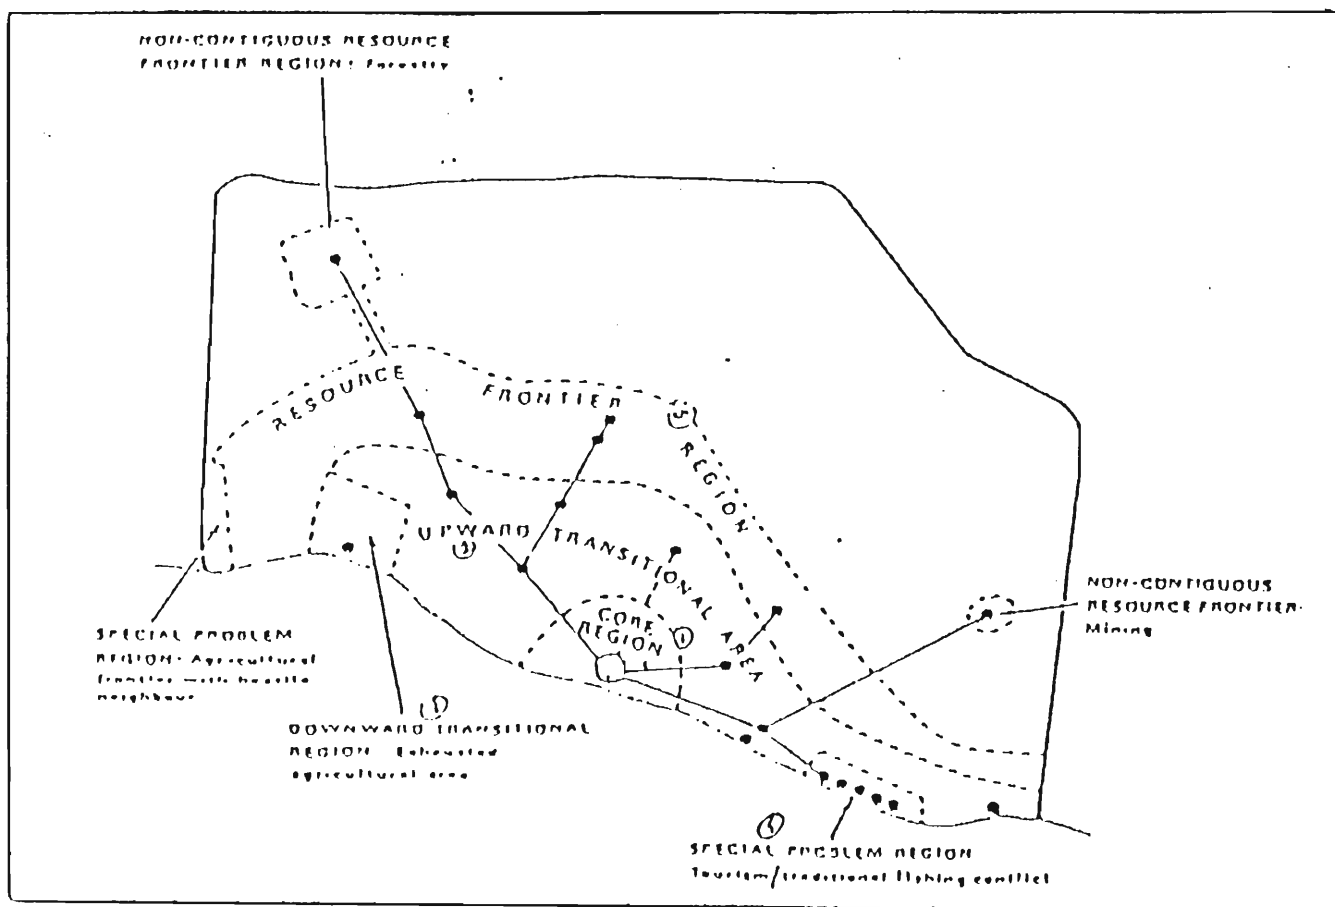 NON-CONTIGUOUS RESOURCE
FRONTIER REGION: Forestry
RESOURCE FRONTIER REGION
UPWARD TRANSITIONAL AREA
CORE
REGION
1
NON-CONTIGUOUS
RESOURCE FRONTIER-
Mining
SPECIAL PROBLEM
REGION: Agricultural
frontier with hostile
neighbour
DOWNWARD TRANSITIONAL
REGION: Exhausted
agricultural area
SPECIAL PROBLEM REGION
Tourism/traditional fishing conflict